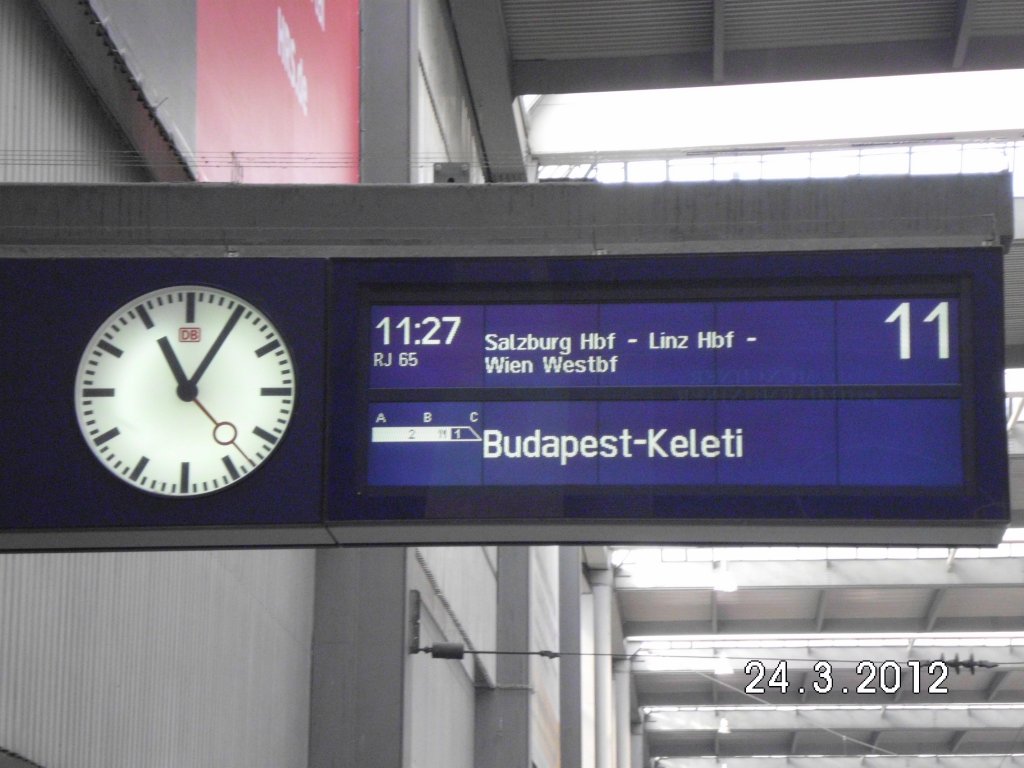 DB
11:27
RJ 65
Salzburg Hbf - Linz Hbf -
Wien Westbf
11
A B C
2 1
Budapest-Keleti
24.3.2012